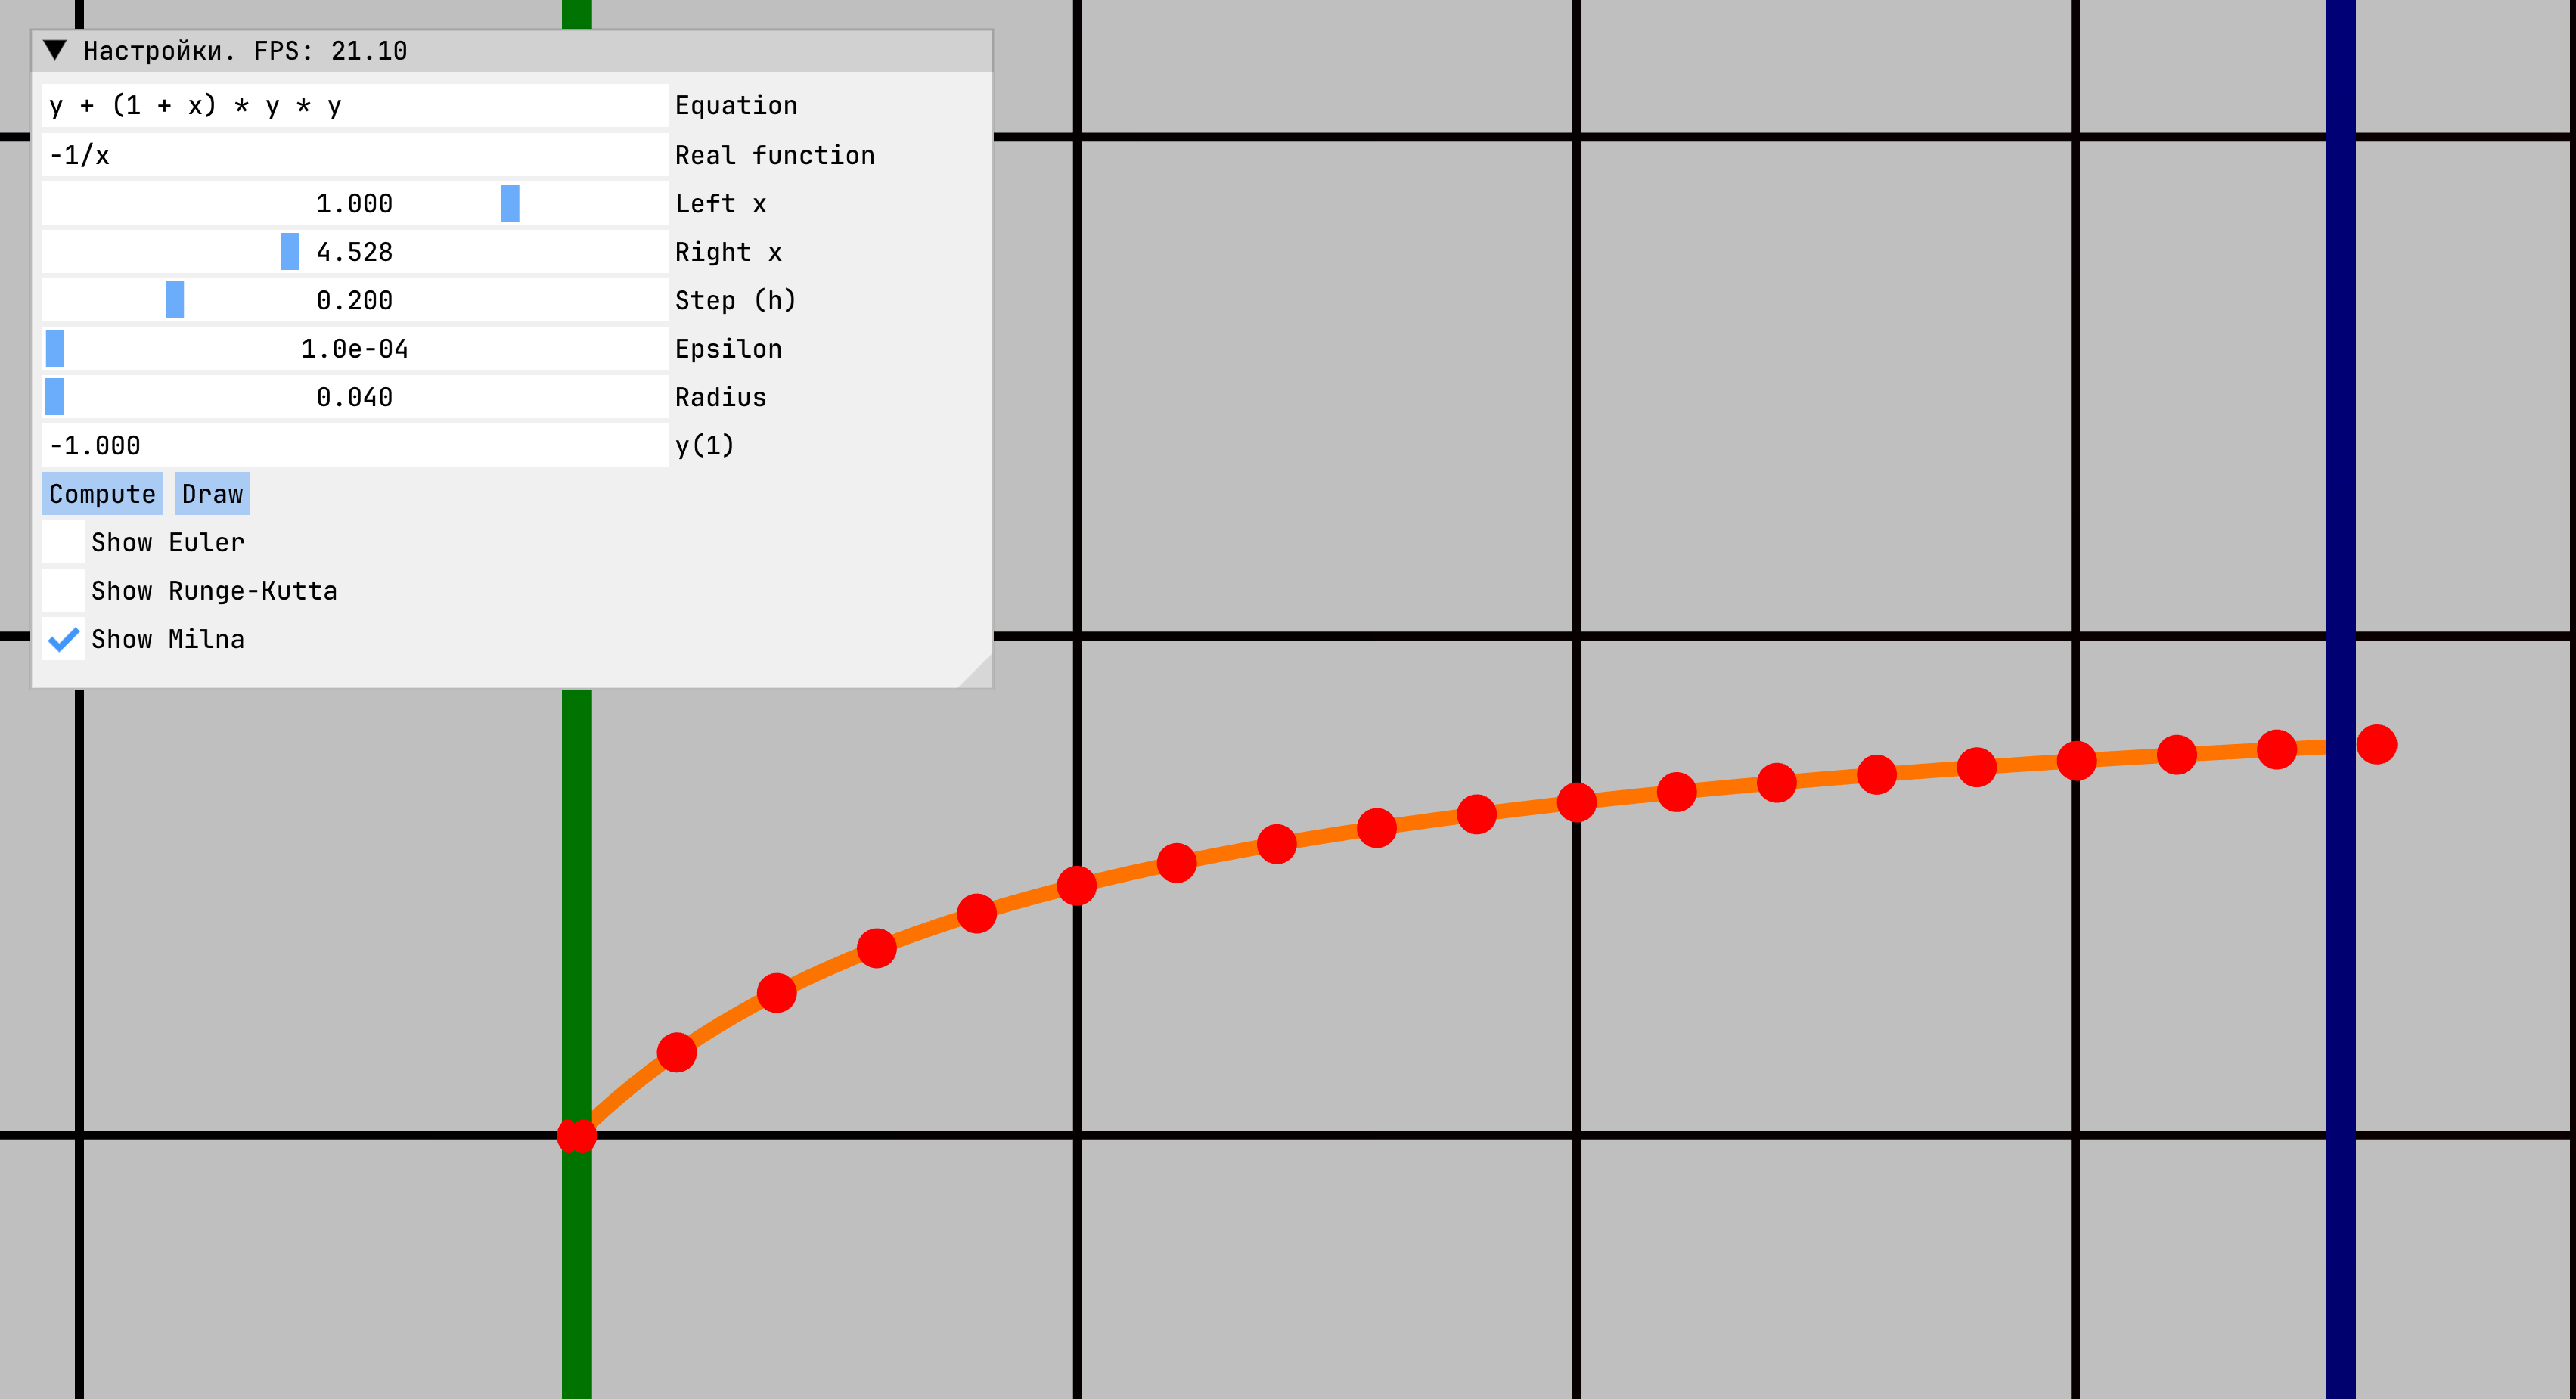 Настройки. FPS: 21.10
y + (1 + x) * y * y Equation
-1/x Real function
1.000 Left x
4.528 Right x
0.200 Step (h)
1.0e-04 Epsilon
0.040 Radius
-1.000 y(1)
Compute Draw
Show Euler
Show Runge-Kutta
Show Milna